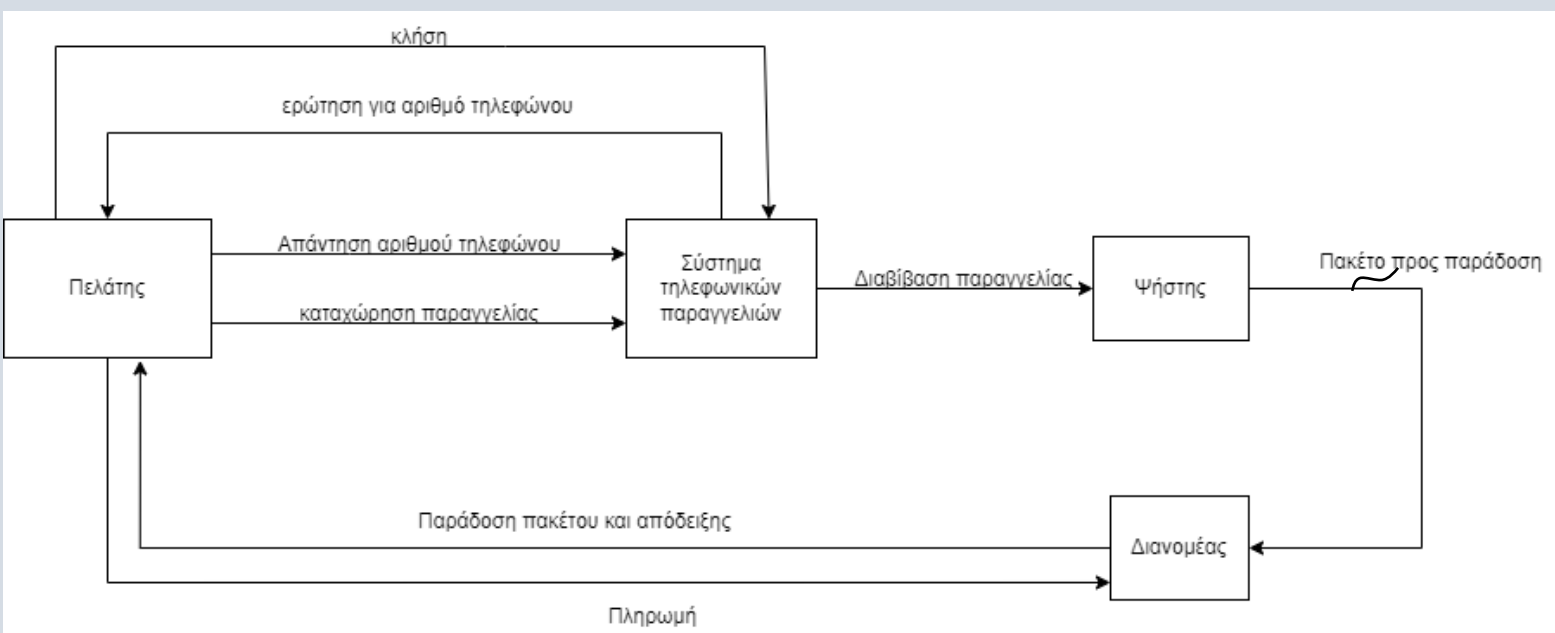 κλήση
ερώτηση για αριθμό τηλεφώνου
Απάντηση αριθμού τηλεφώνου
Πελάτης
καταχώρηση παραγγελίας
Σύστημα
τηλεφωνικών
παραγγελιών
Διαβίβαση παραγγελίας
Ψήστης
Πακέτο προς παράδοση
Παράδοση πακέτου και απόδειξης
Διανομέας
Πληρωμή